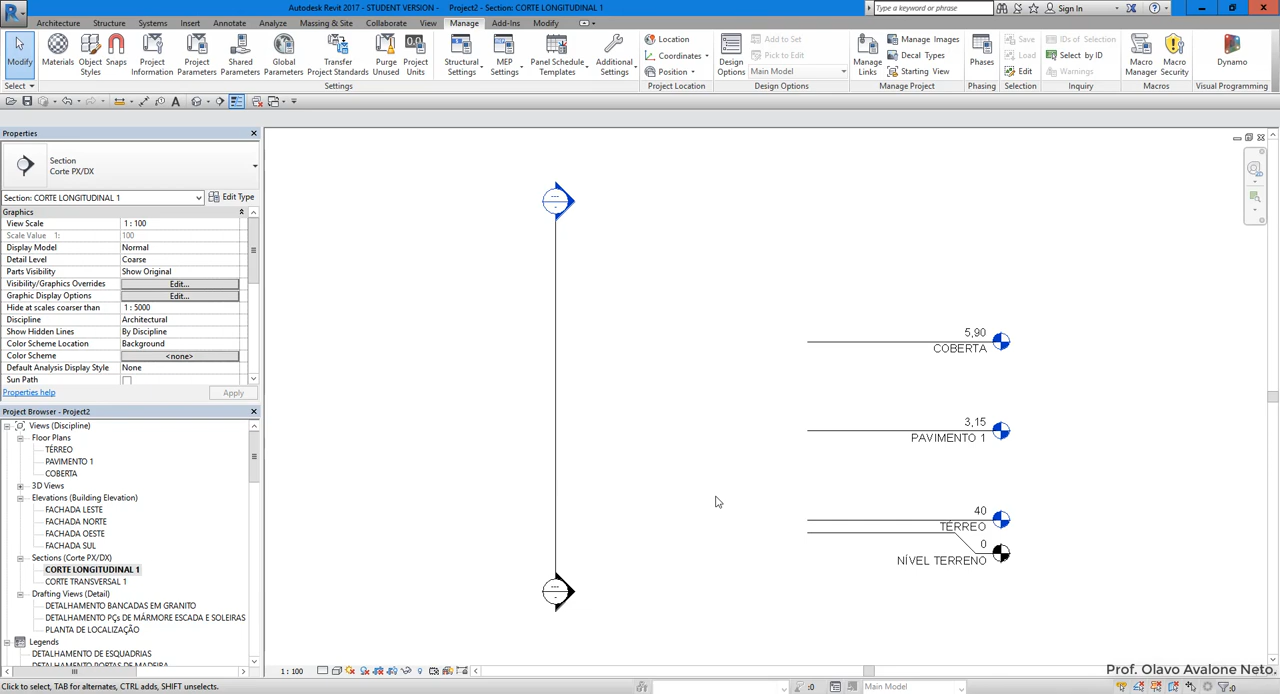 Autodesk Revit 2017 - STUDENT VERSION - Project2 - Section: CORTE LONGITUDINAL 1
Type a keyword or phrase
Sign In
Architecture Structure Systems Insert Annotate Analyze Massing & Site Collaborate View Manage Add-Ins Modify
Modify
Materials
Object Styles
Snaps
Project Information
Project Parameters
Shared Parameters
Global Parameters
Transfer Project Standards
Purge Unused
Project Units
Structural Settings
MEP Settings
Panel Schedule Templates
Additional Settings
Location
Coordinates
Position
Design Options
Add to Set
Pick to Edit
Main Model
Manage Links
Manage Images
Decal Types
Starting View
Phases
Save
Load
Edit
IDs of Selection
Select by ID
Warnings
Macro Manager
Macro Security
Dynamo
Select
Settings
Project Location
Design Options
Manage Project
Phasing
Selection
Inquiry
Macros
Visual Programming
Properties
Section
Corte PX/DX
Section: CORTE LONGITUDINAL 1
Edit Type
Graphics
View Scale 1 : 100
Scale Value 1: 100
Display Model Normal
Detail Level Coarse
Parts Visibility Show Original
Visibility/Graphics Overrides Edit...
Graphic Display Options Edit...
Hide at scales coarser than 1 : 5000
Discipline Architectural
Show Hidden Lines By Discipline
Color Scheme Location Background
Color Scheme <none>
Default Analysis Display Style None
Sun Path
Properties help
Apply
Project Browser - Project2
Views (Discipline)
Floor Plans
TÉRREO
PAVIMENTO 1
COBERTA
3D Views
Elevations (Building Elevation)
FACHADA LESTE
FACHADA NORTE
FACHADA OESTE
FACHADA SUL
Sections (Corte PX/DX)
CORTE LONGITUDINAL 1
CORTE TRANSVERSAL 1
Drafting Views (Detail)
DETALHAMENTO BANCADAS EM GRANITO
DETALHAMENTO PÇs DE MÁRMORE ESCADA E SOLEIRAS
PLANTA DE LOCALIZAÇÃO
Legends
DETALHAMENTO DE ESQUADRIAS
DETALHAMENTO PORTAS DE MADEIRA
5,90
COBERTA
3,15
PAVIMENTO 1
40
TÉRREO
0
NÍVEL TERRENO
1 : 100
Prof. Olavo Avalone Neto.
Click to select, TAB for alternates, CTRL adds, SHIFT unselects.
:0
Main Model
:0